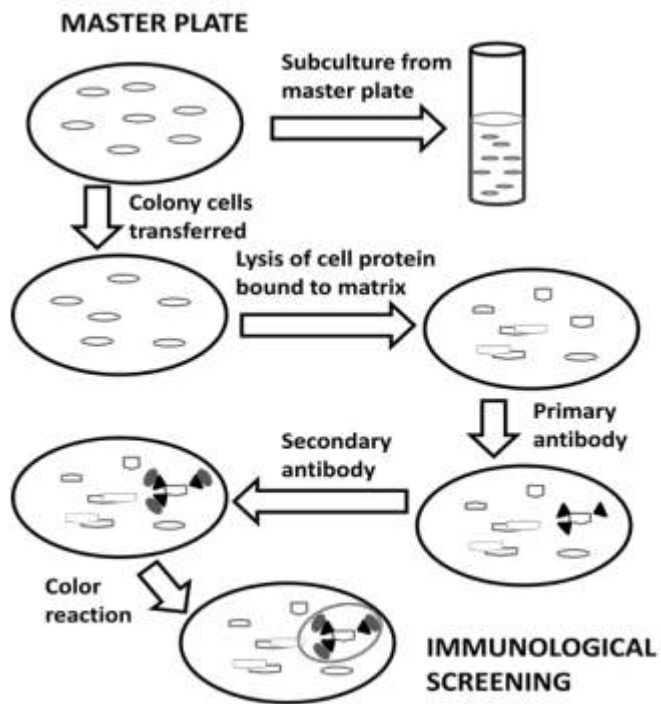 MASTER PLATE
Subculture from
master plate
Colony cells
transferred
Lysis of cell protein
bound to matrix
Primary
antibody
Secondary
antibody
Color
reaction
IMMUNOLOGICAL
SCREENING